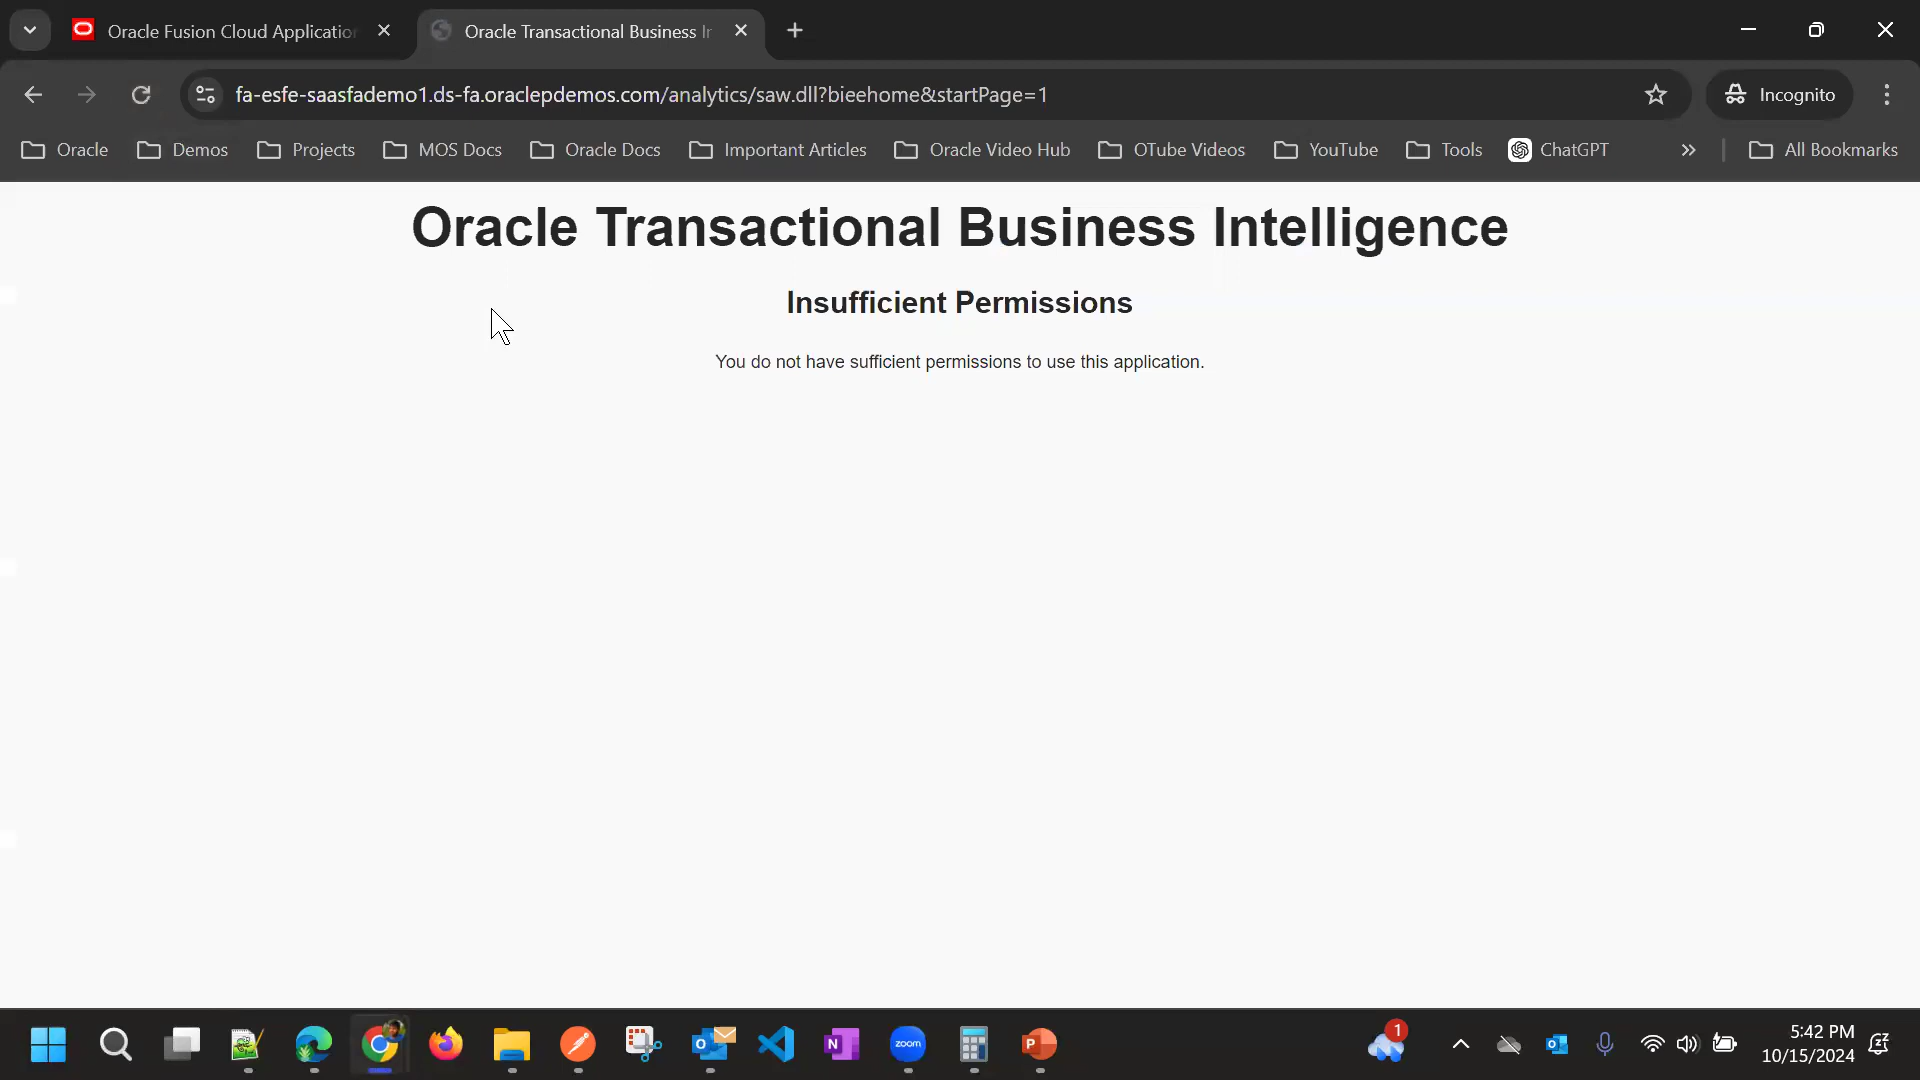 Oracle Fusion Cloud Applicatio
Oracle Transactional Business In
fa-esfe-saasfademo1.ds-fa.oraclepdemos.com/analytics/saw.dll?bieehome&startPage=1
Incognito
Oracle
Demos
Projects
MOS Docs
Oracle Docs
Important Articles
Oracle Video Hub
OTube Videos
YouTube
Tools
ChatGPT
All Bookmarks
Oracle Transactional Business Intelligence
Insufficient Permissions
You do not have sufficient permissions to use this application.
zoom
1
5:42 PM
10/15/2024